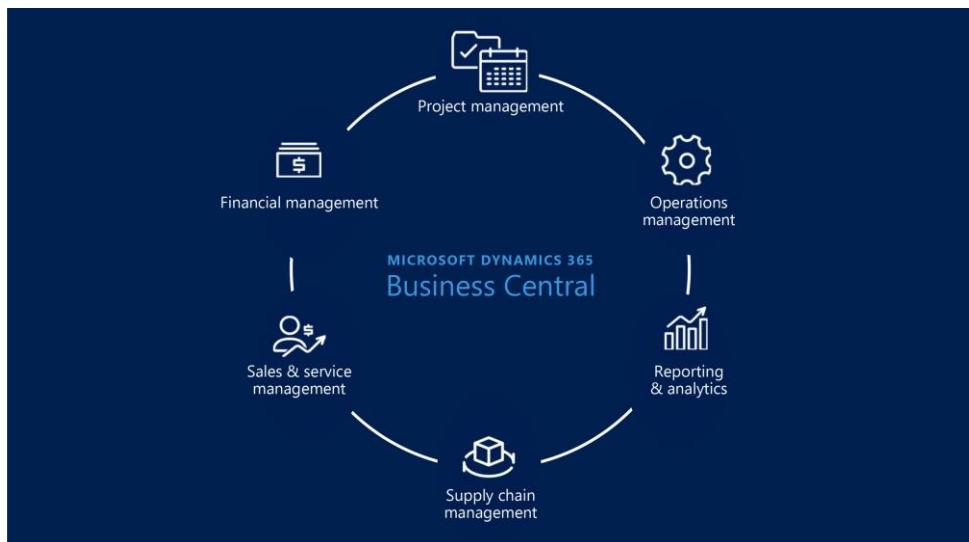 Project management
Financial management
Operations
management
MICROSOFT DYNAMICS 365
Business Central
Sales & service
management
Reporting
& analytics
Supply chain
management